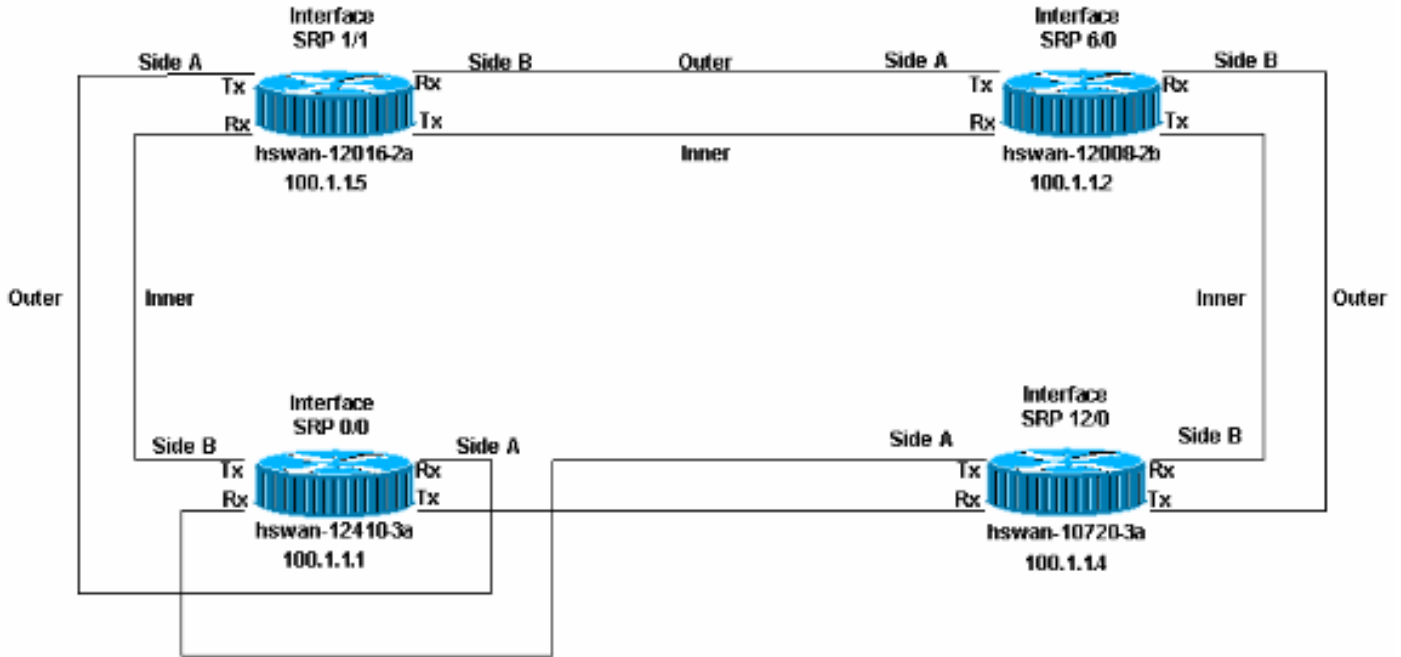 Interface
SRP 1/1
Interface
SRP 6/0
Side A
Side B
Outer
Side A
Side B
Tx
Rx
Tx
Rx
Rx
Tx
Rx
Tx
hswan-12016-2a
Inner
hswan-12008-2b
100.1.1.5
100.1.1.2
Outer
Inner
Inner
Outer
Interface
SRP 0/0
Interface
SRP 12/0
Side B
Side A
Side A
Side B
Tx
Rx
Tx
Rx
Rx
Tx
Rx
Tx
hswan-12410-3a
hswan-10720-3a
100.1.1.1
100.1.1.4